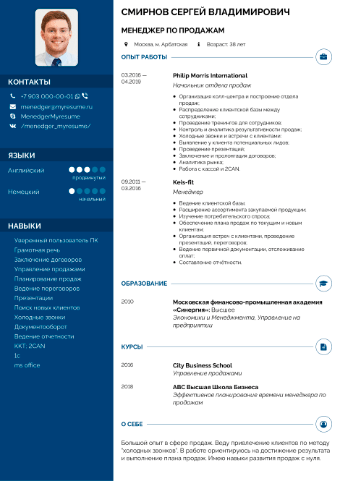 СМИРНОВ СЕРГЕЙ ВЛАДИМИРОВИЧ
МЕНЕДЖЕР ПО ПРОДАЖАМ
Москва, м. Арбатская
Возраст: 38 лет
КОНТАКТЫ
+7 903 000-00-01
menedger@myresume.ru
MenedgerMyresume
/menedger_myresume/
ЯЗЫКИ
Английский
продвинутый
Немецкий
начальный
НАВЫКИ
Уверенный пользователь ПК
Грамотная речь
Заключение договоров
Управление продажами
Планирование продаж
Ведение переговоров
Презентации
Поиск новых клиентов
Холодные звонки
Документооборот
Ведение отчетности
ККТ: 2CAN
1c
ms office
ОПЫТ РАБОТЫ
03.2016 —
04.2019
Philip Morris International
Начальник отдела продаж
Организация колл-центра и построение отдела
продаж;
Распределение клиентской базы между
сотрудниками;
Проведение тренингов для сотрудников;
Контроль и аналитика результативности продаж;
Холодные звонки и встречи с клиентами;
Выявление у клиента потенциальных лидов;
Проведение презентаций;
Заключение и пролонгация договоров;
Аналитика рынка;
Работа с кассой и 2CAN.
09.2011 —
03.2016
Kels-fit
Менеджер
Ведение клиентской базы;
Расширение ассортимента закупаемой продукции;
Изучение потребительского спроса;
Обеспечение плана продаж по текущим и новым
клиентам;
Организация встреч с клиентами, проведение
презентаций, переговоров;
Ведение первичной документации, отслеживание
оплат;
Составление отчётности.
ОБРАЗОВАНИЕ
2010
Московская финансово-промышленная академия
«Синергия»: Высшее
Экономики и Менеджмента, Управление на
предприятии
КУРСЫ
2016
City Business School
Управление продажами
2018
ABC Высшая Школа Бизнеса
Эффективное планирование времени менеджера по
продажам
О СЕБЕ
Большой опыт в сфере продаж. Веду привлечение клиентов по методу
"холодных звонков". В работе ориентируюсь на достижение результата
и выполнение плана продаж. Имею навыки развития продаж с нуля.